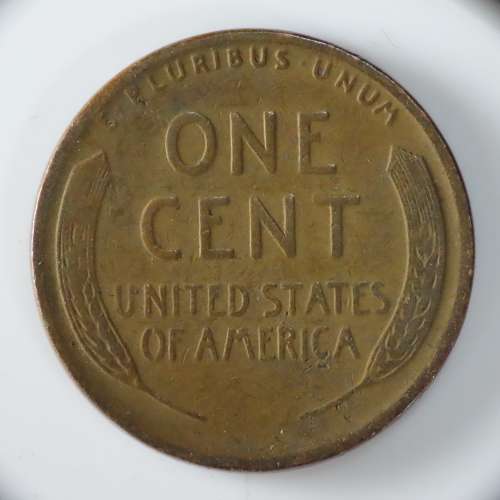 E PLURIBUS · UNUM
ONE
CENT
UNITED STATES
OF AMERICA